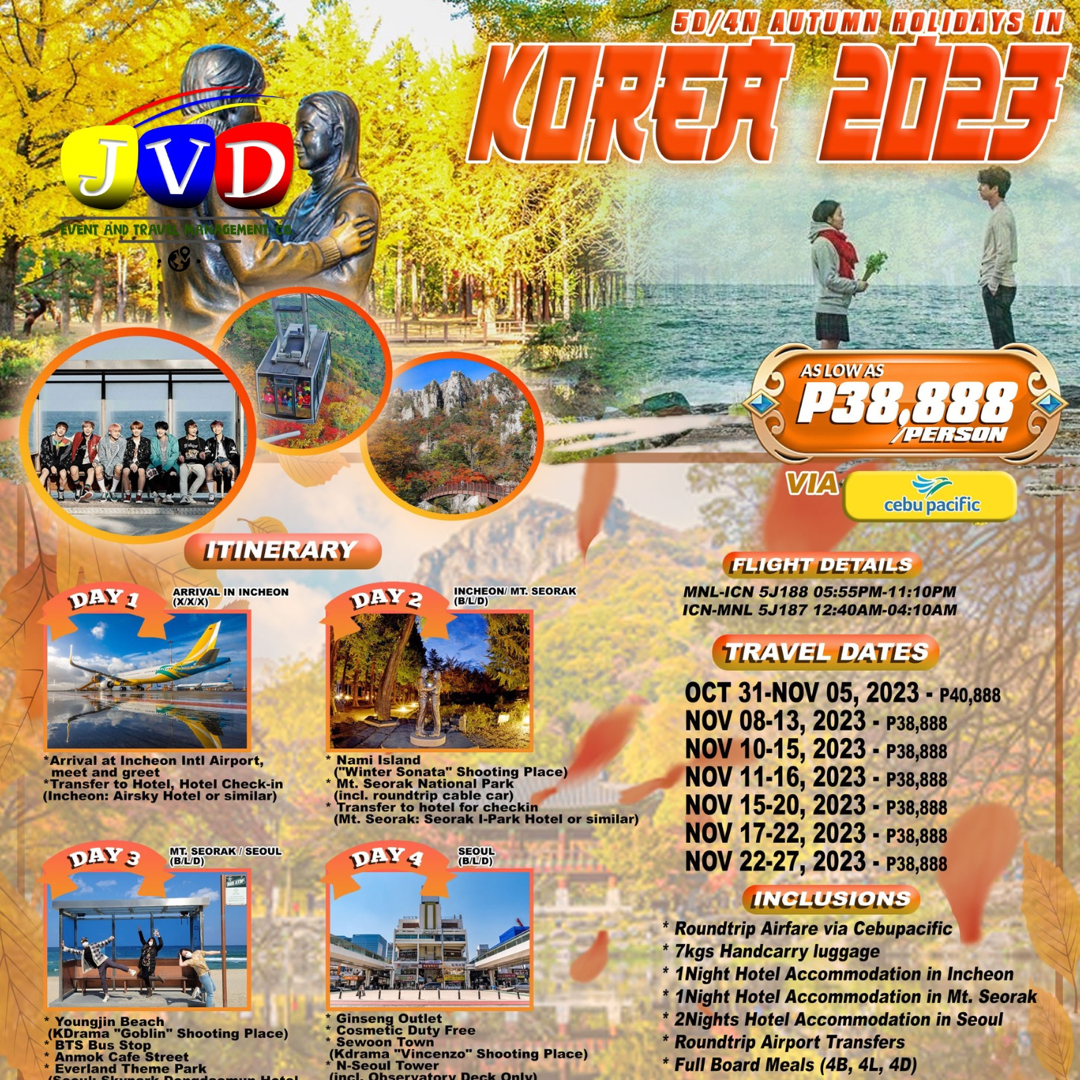 5D/4N AUTUMN HOLIDAYS IN
KOREA 2023
JVD
EVENT AND TRAVEL MANAGEMENT CO.
AS LOW AS
P38,888
/PERSON
VIA
cebu pacific
ITINERARY
DAY 1
ARRIVAL IN INCHEON
(X/X/X)
*Arrival at Incheon Intl Airport,
meet and greet
*Transfer to Hotel, Hotel Check-in
(Incheon: Airsky Hotel or similar)
DAY 2
INCHEON/ MT. SEORAK
(B/L/D)
* Nami Island
("Winter Sonata" Shooting Place)
* Mt. Seorak National Park
(incl. roundtrip cable car)
* Transfer to hotel for checkin
(Mt. Seorak: Seorak I-Park Hotel or similar)
DAY 3
MT. SEORAK / SEOUL
(B/L/D)
* Youngjin Beach
(KDrama "Goblin" Shooting Place)
* BTS Bus Stop
* Anmok Cafe Street
* Everland Theme Park
(Seoul: Skypark Dongdaemun Hotel
DAY 4
SEOUL
(B/L/D)
* Ginseng Outlet
* Cosmetic Duty Free
* Sewoon Town
(Kdrama "Vincenzo" Shooting Place)
* N-Seoul Tower
(incl. Observatory Deck Only)
FLIGHT DETAILS
MNL-ICN 5J188 05:55PM-11:10PM
ICN-MNL 5J187 12:40AM-04:10AM
TRAVEL DATES
OCT 31-NOV 05, 2023 - P40,888
NOV 08-13, 2023 - P38,888
NOV 10-15, 2023 - P38,888
NOV 11-16, 2023 - P38,888
NOV 15-20, 2023 - P38,888
NOV 17-22, 2023 - P38,888
NOV 22-27, 2023 - P38,888
INCLUSIONS
* Roundtrip Airfare via Cebupacific
* 7kgs Handcarry luggage
* 1Night Hotel Accommodation in Incheon
* 1Night Hotel Accommodation in Mt. Seorak
* 2Nights Hotel Accommodation in Seoul
* Roundtrip Airport Transfers
* Full Board Meals (4B, 4L, 4D)